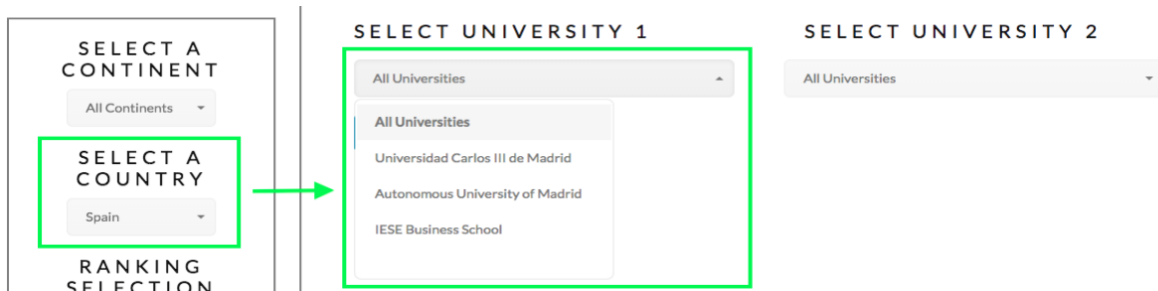 SELECT A
CONTINENT
All Continents
SELECT A
COUNTRY
Spain
RANKING
SELECTION
SELECT UNIVERSITY 1
All Universities
All Universities
Universidad Carlos III de Madrid
Autonomous University of Madrid
IESE Business School
SELECT UNIVERSITY 2
All Universities